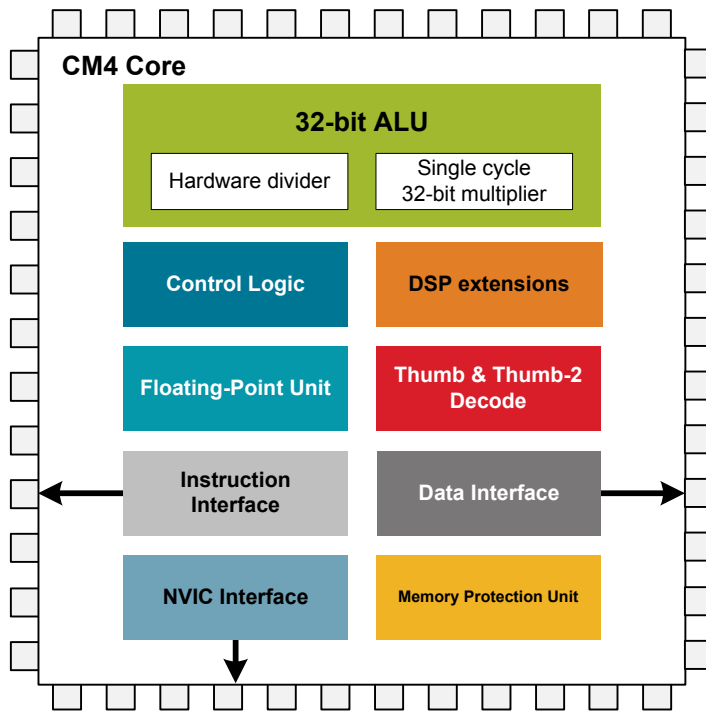 CM4 Core
32-bit ALU
Hardware divider
Single cycle
32-bit multiplier
Control Logic
DSP extensions
Floating-Point Unit
Thumb & Thumb-2
Decode
Instruction
Interface
Data Interface
NVIC Interface
Memory Protection Unit